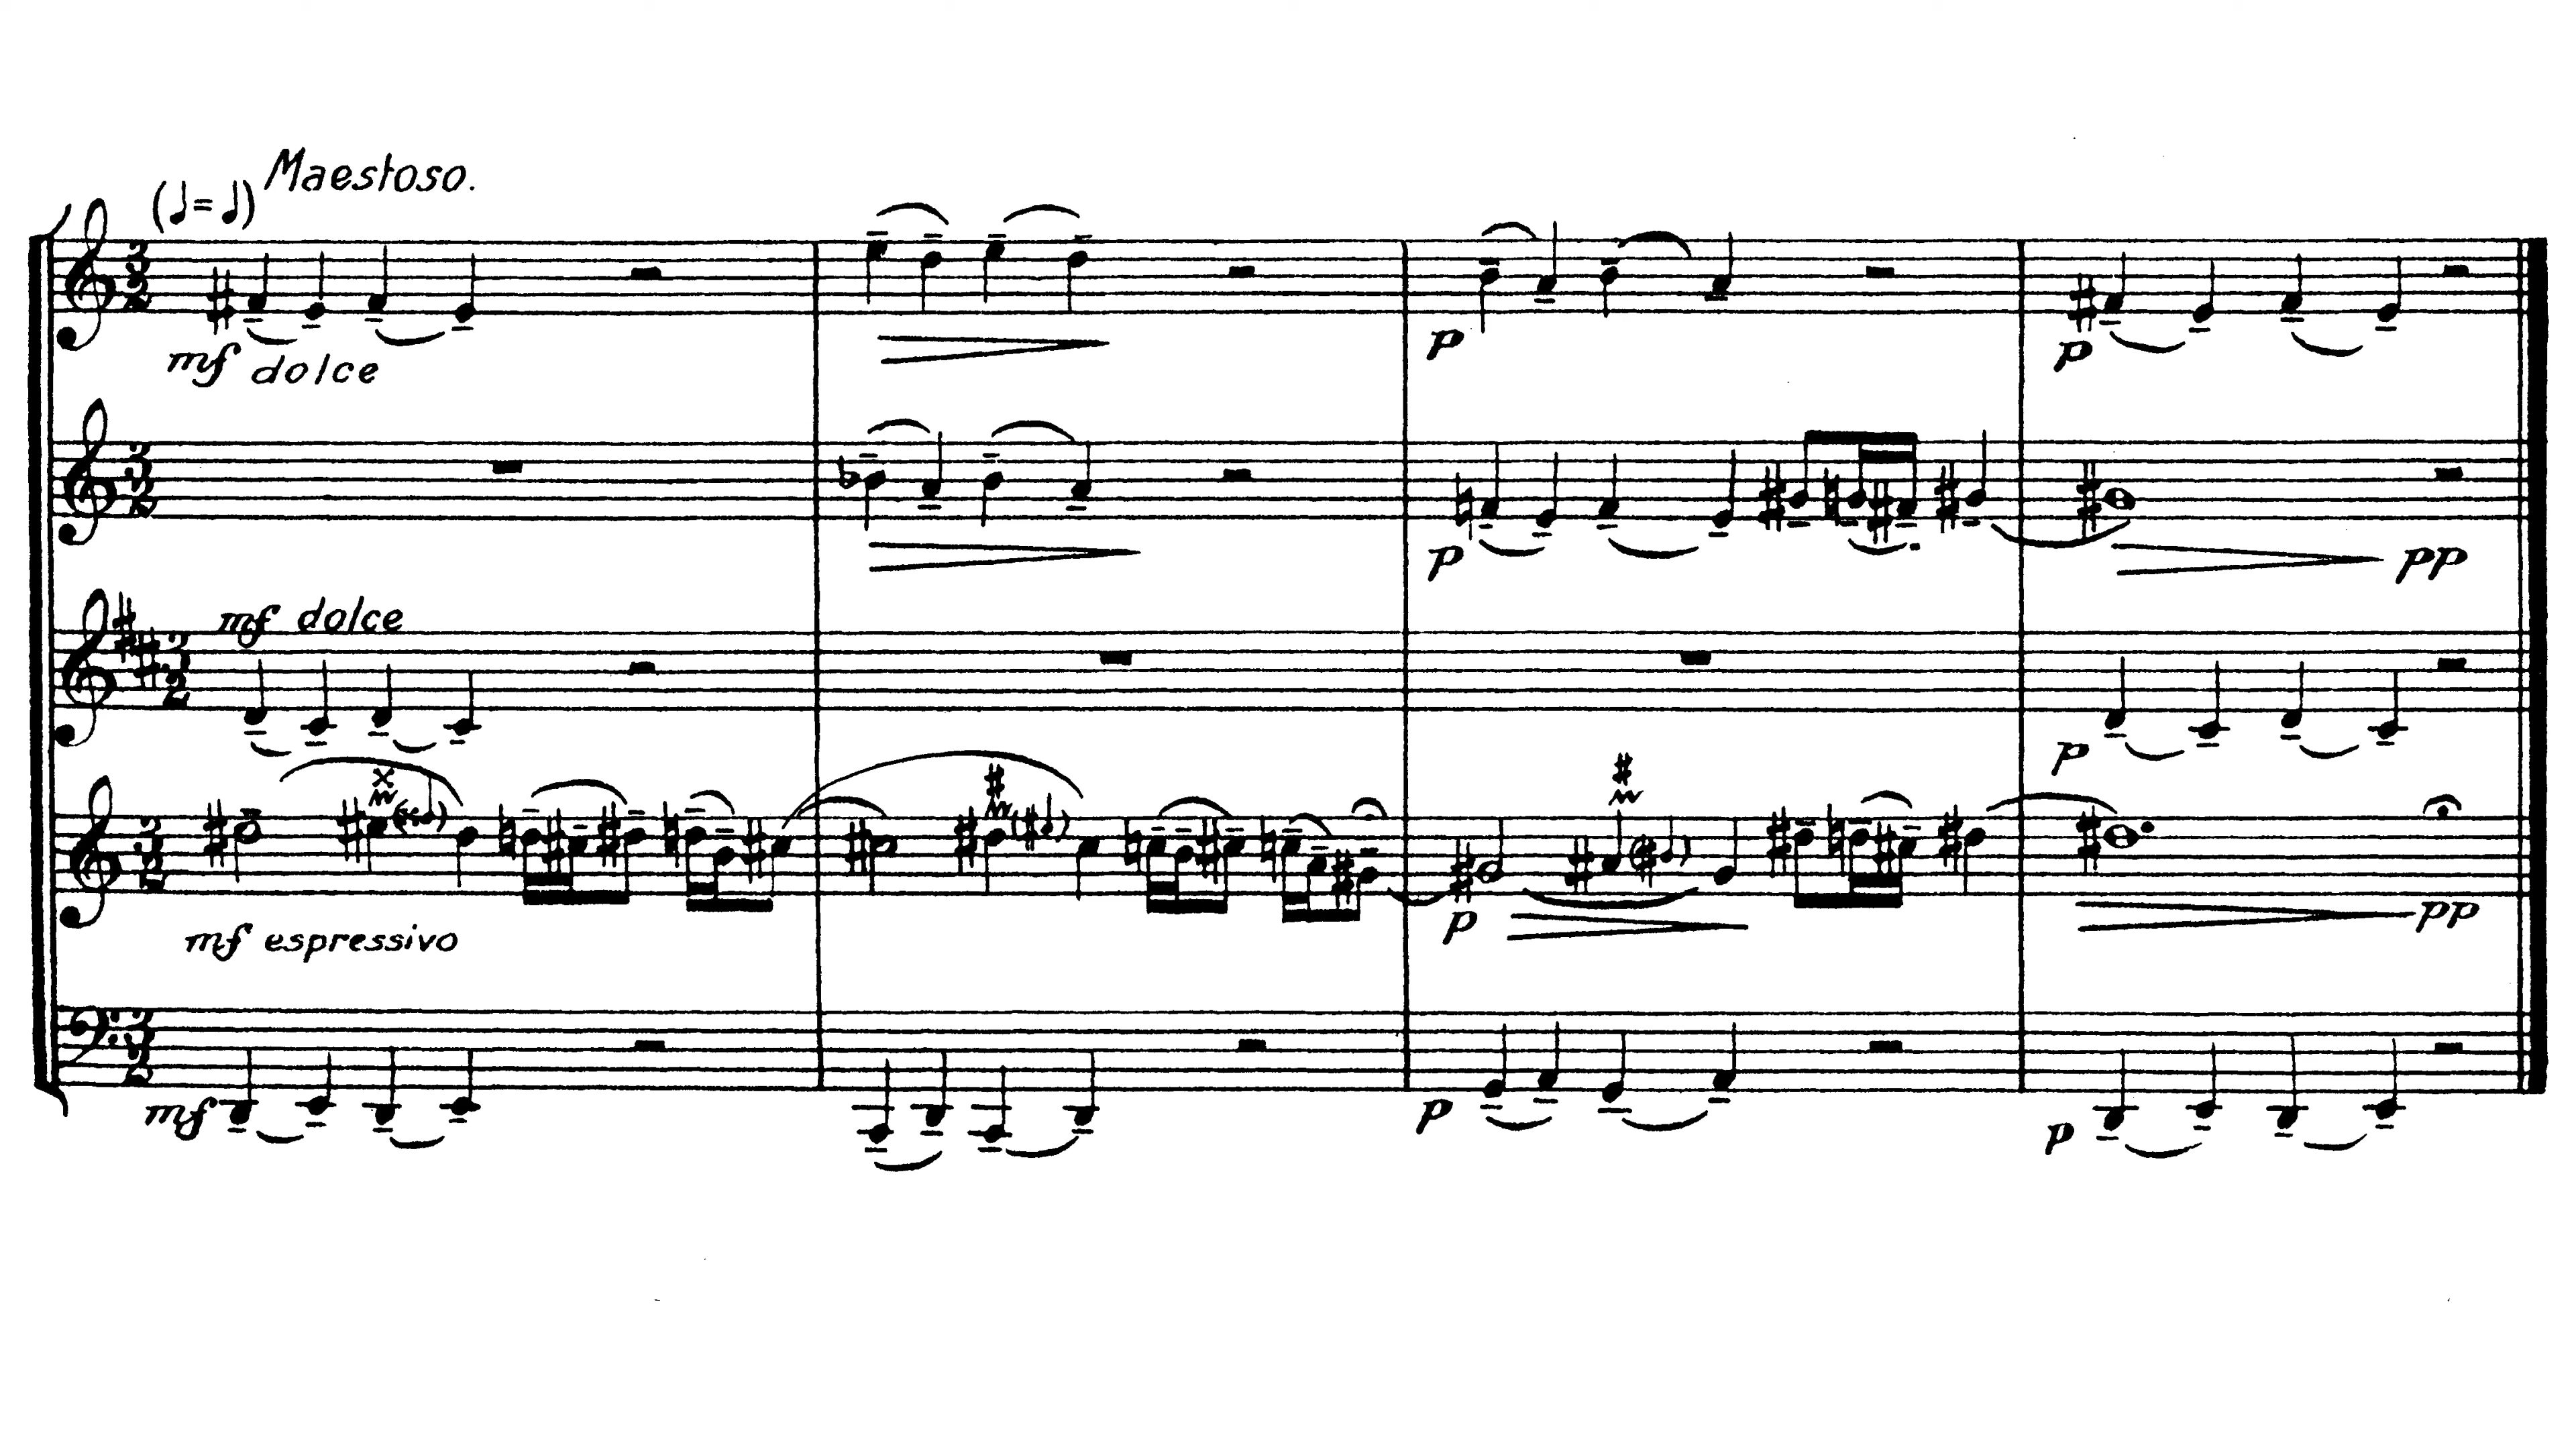 (♩=♩) Maestoso.
mf dolce
p
p
p
pp
mf dolce
p
mf espressivo
p
pp
mf
p
p